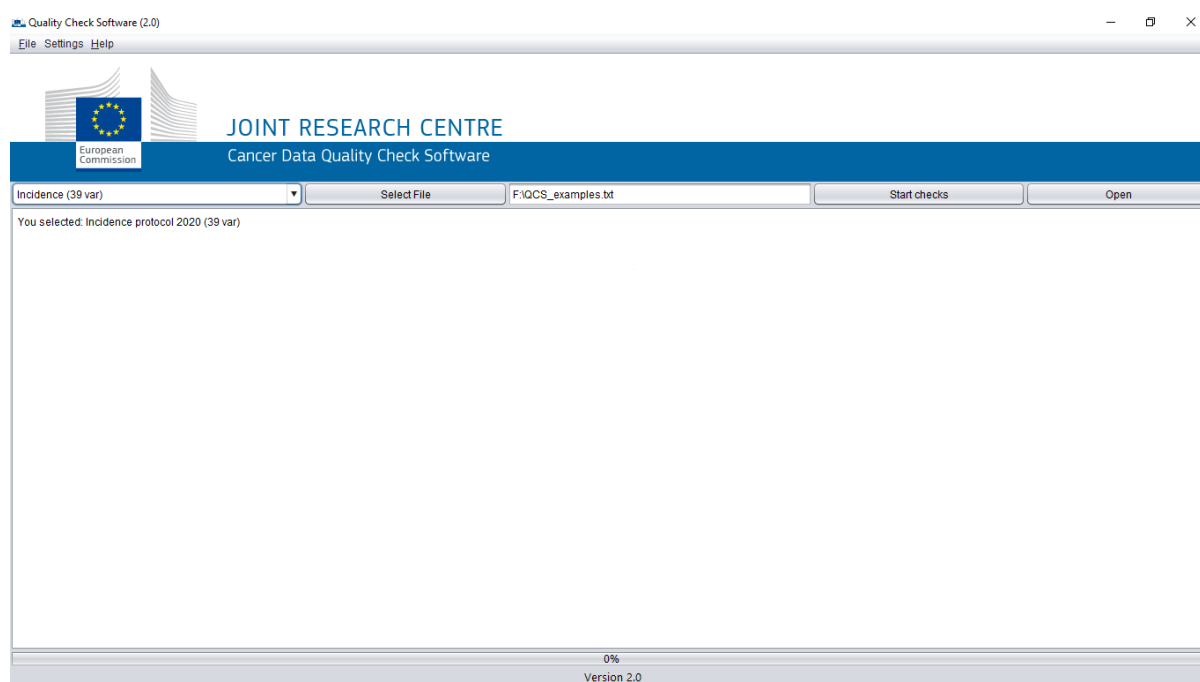 Quality Check Software (2.0)
File Settings Help
JOINT RESEARCH CENTRE
European
Commission
Cancer Data Quality Check Software
Incidence (39 var) Select File F:\QCS_examples.txt Start checks Open
You selected: Incidence protocol 2020 (39 var)
0%
Version 2.0